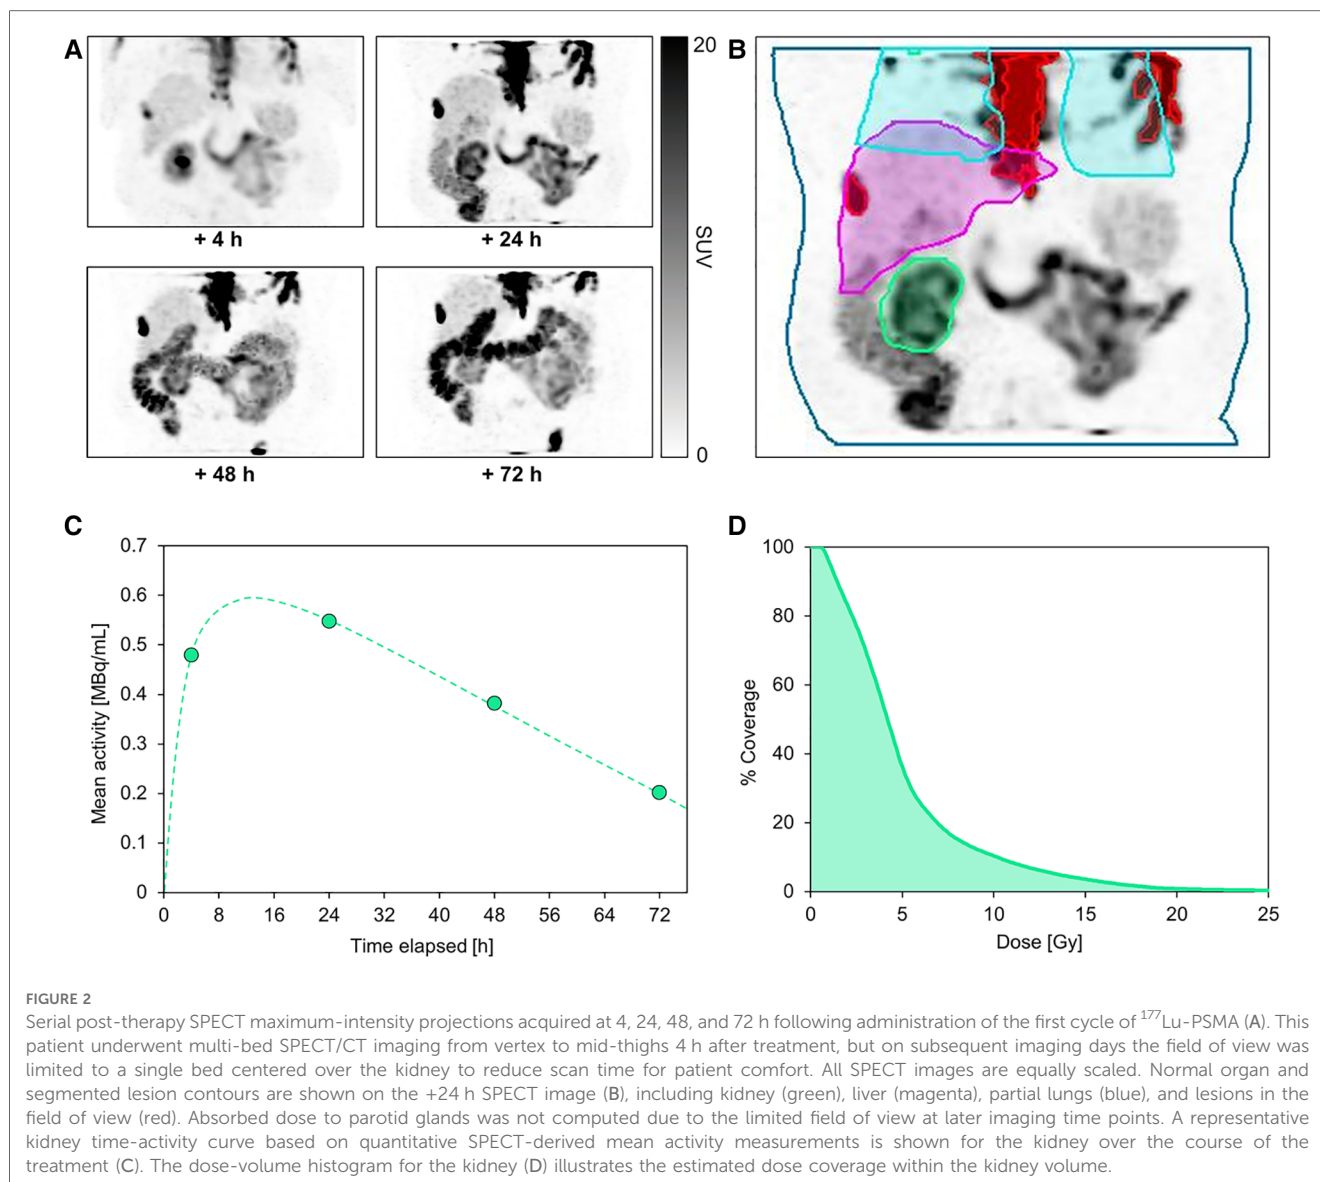 A
+ 4 h
+ 24 h
+ 48 h
+ 72 h
20
SUV
0
B
C
0.7
0.6
0.5
0.4
0.3
0.2
0.1
0
Mean activity [MBq/mL]
0 8 16 24 32 40 48 56 64 72
Time elapsed [h]
D
100
80
60
40
20
0
% Coverage
0 5 10 15 20 25
Dose [Gy]
FIGURE 2
Serial post-therapy SPECT maximum-intensity projections acquired at 4, 24, 48, and 72 h following administration of the first cycle of ¹⁷⁷Lu-PSMA (A). This
patient underwent multi-bed SPECT/CT imaging from vertex to mid-thighs 4 h after treatment, but on subsequent imaging days the field of view was
limited to a single bed centered over the kidney to reduce scan time for patient comfort. All SPECT images are equally scaled. Normal organ and
segmented lesion contours are shown on the +24 h SPECT image (B), including kidney (green), liver (magenta), partial lungs (blue), and lesions in the
field of view (red). Absorbed dose to parotid glands was not computed due to the limited field of view at later imaging time points. A representative
kidney time-activity curve based on quantitative SPECT-derived mean activity measurements is shown for the kidney over the course of the
treatment (C). The dose-volume histogram for the kidney (D) illustrates the estimated dose coverage within the kidney volume.